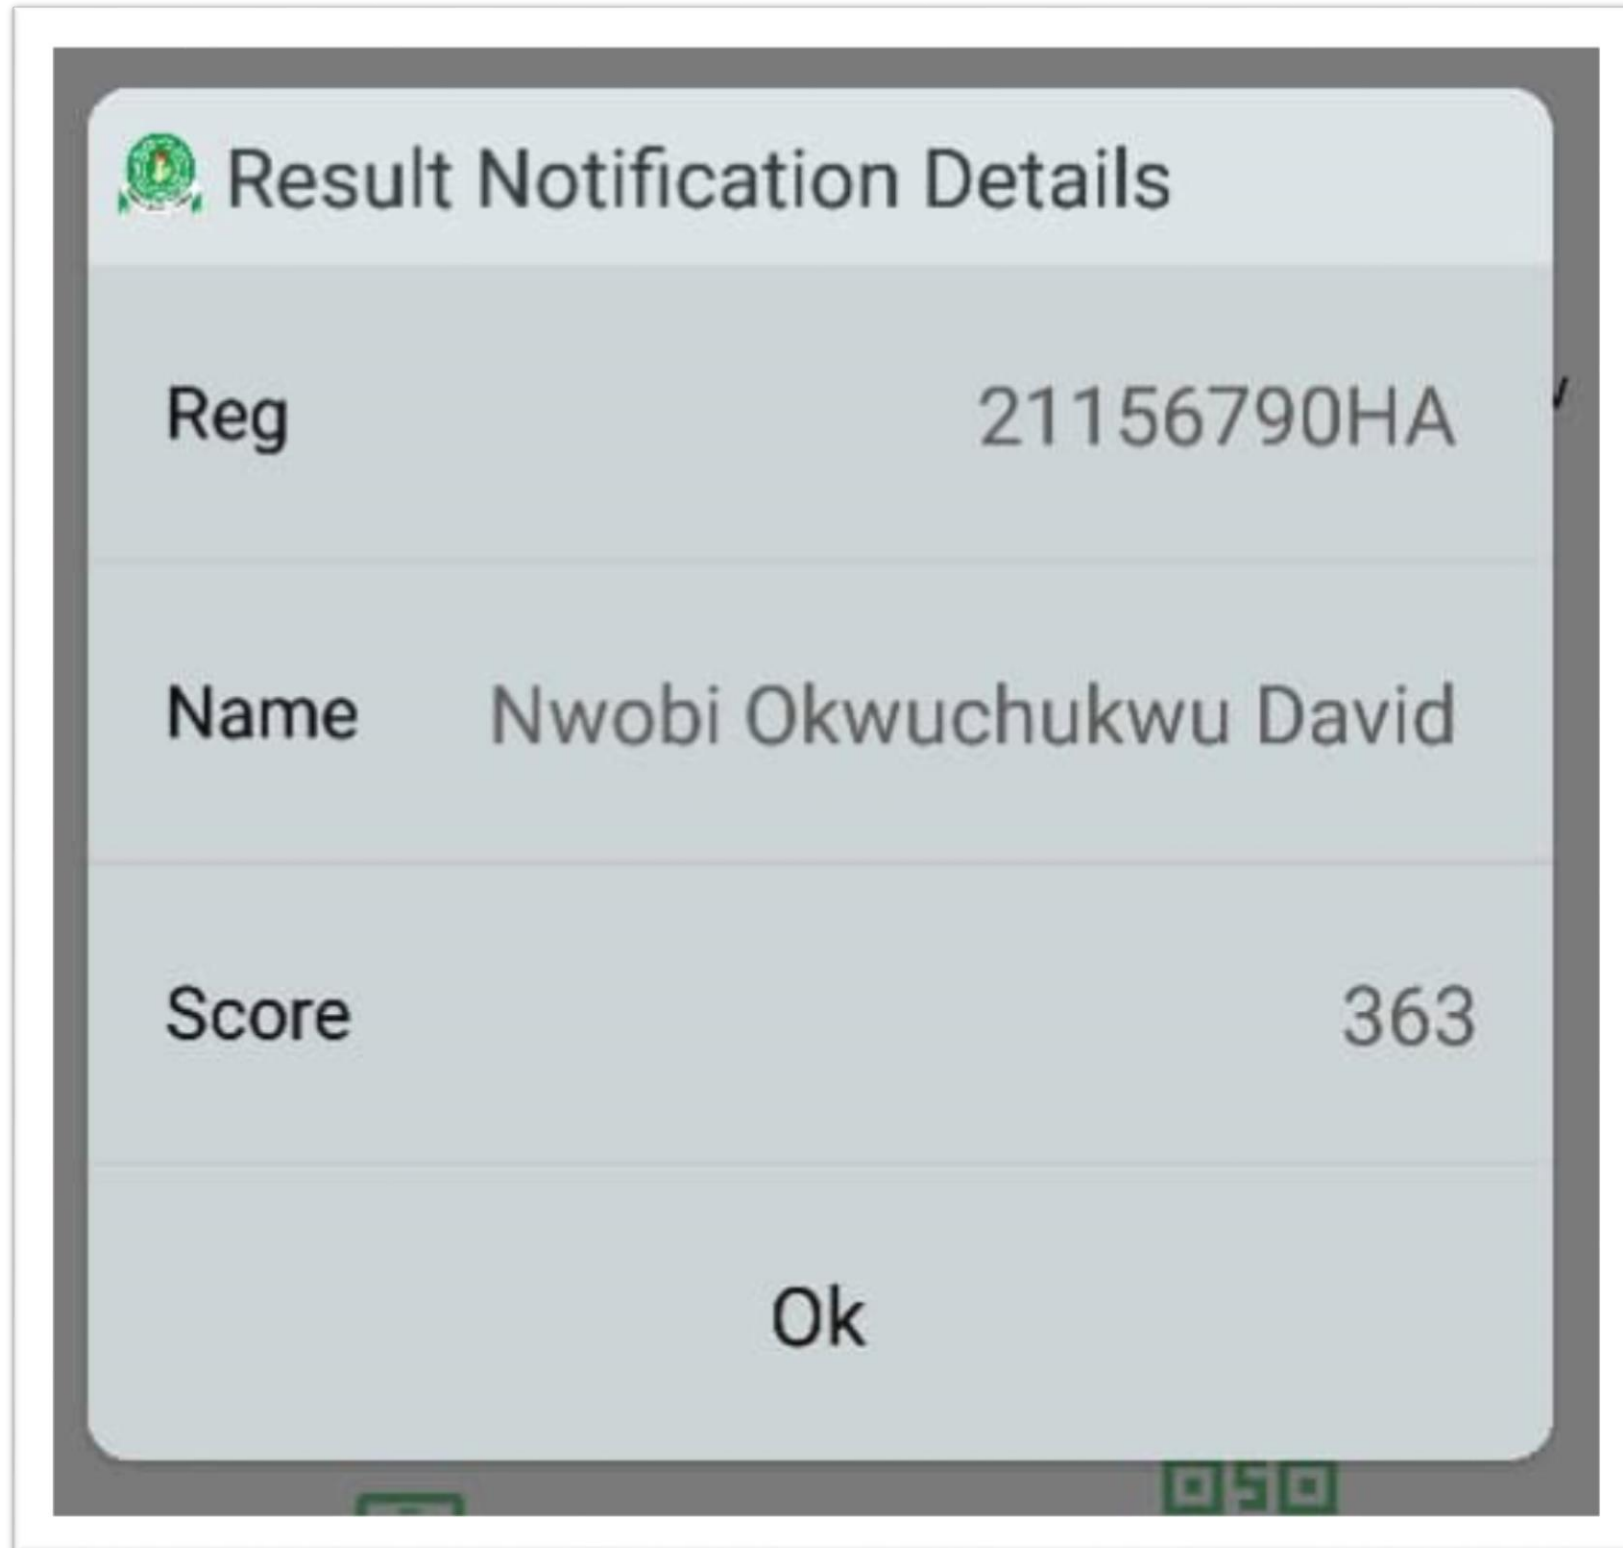 Result Notification Details
Reg 21156790HA
Name Nwobi Okwuchukwu David
Score 363
Ok